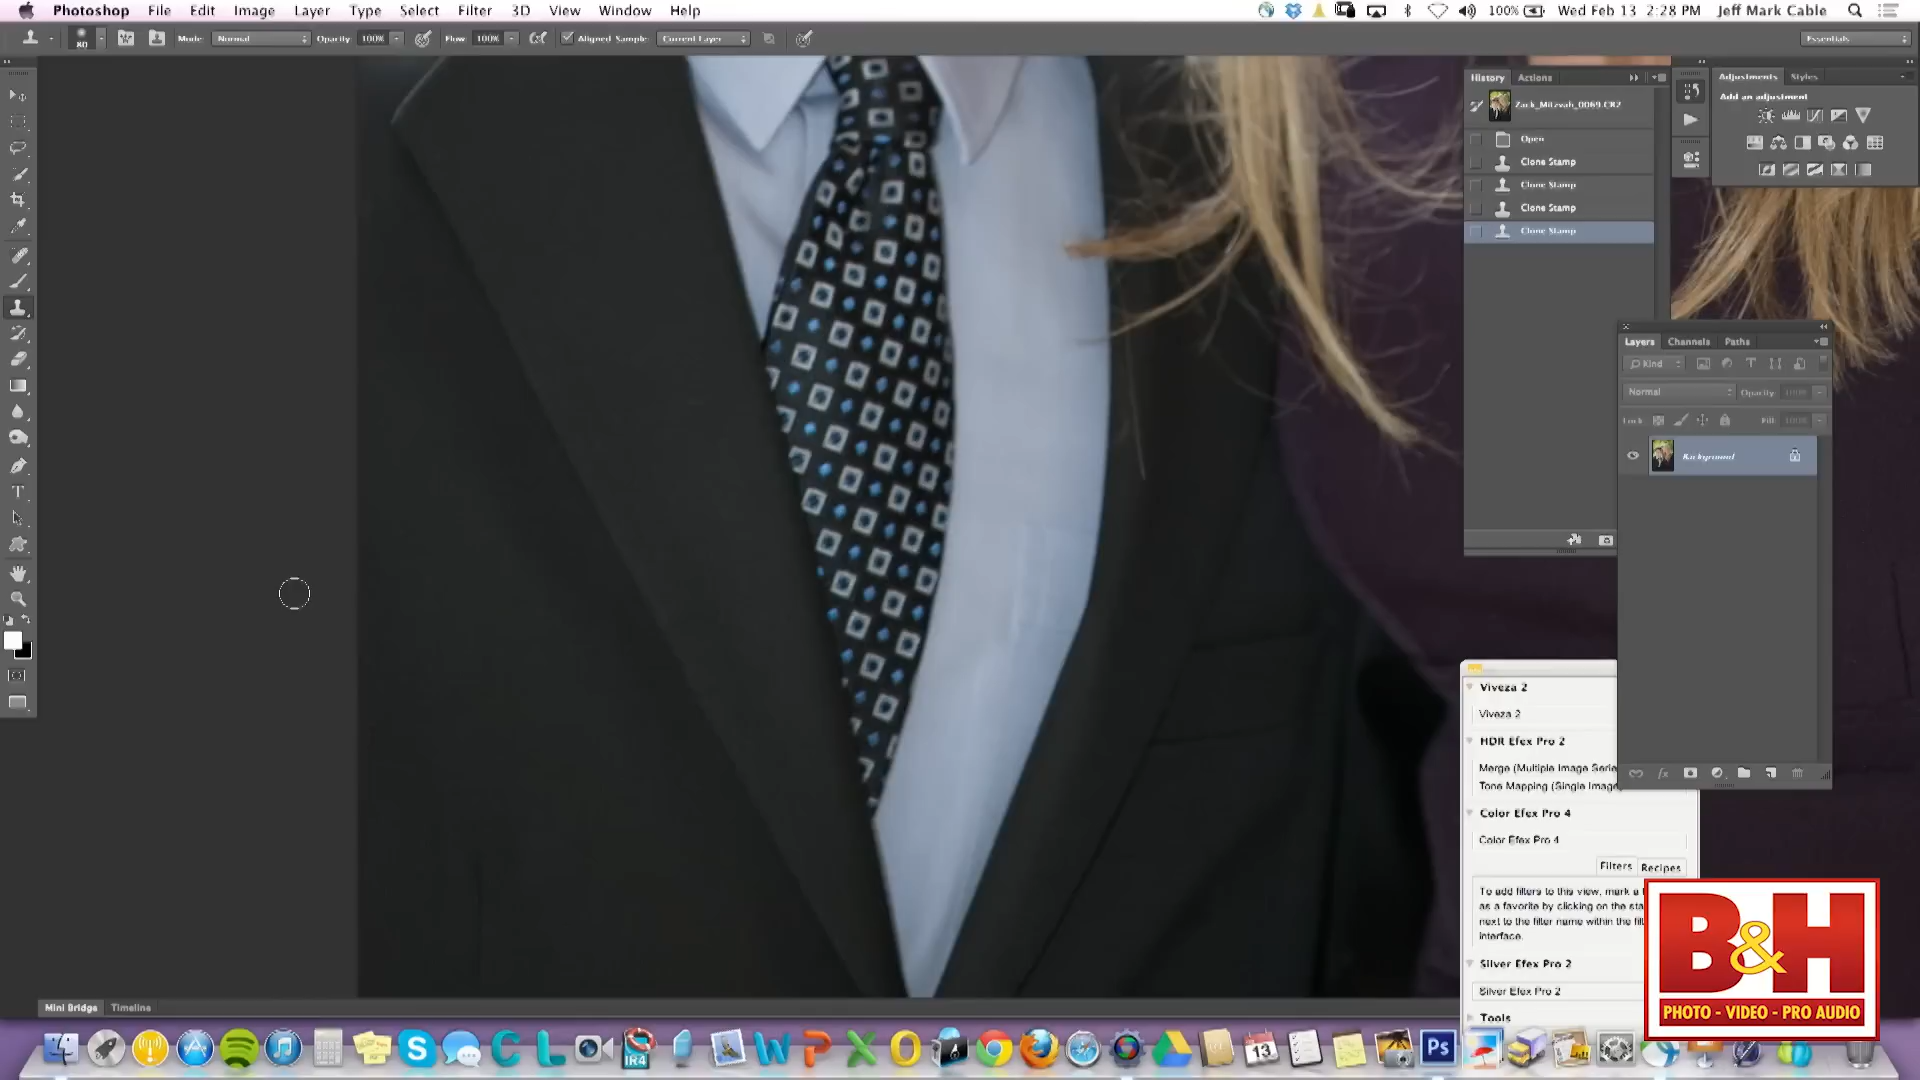 Photoshop File Edit Image Layer Type Select Filter 3D View Window Help 100% Wed Feb 13 2:28 PM Jeff Mark Cable
80 Mode: Normal Opacity: 100% Flow: 100% Aligned Sample: Current Layer Essentials
History Actions
Zack_Mitzvah_0069.CR2
Open
Clone Stamp
Clone Stamp
Clone Stamp
Clone Stamp
Adjustments Styles
Add an adjustment
Layers Channels Paths
Kind
Normal Opacity:
Lock: Fill:
Background
Viveza 2
Viveza 2
HDR Efex Pro 2
Merge (Multiple Image Serie
Tone Mapping (Single Imag
Color Efex Pro 4
Color Efex Pro 4
Filters Recipes
To add filters to this view, mark a
as a favorite by clicking on the sta
next to the filter name within the fil
interface.
Silver Efex Pro 2
Silver Efex Pro 2
Tools
B&H
PHOTO - VIDEO - PRO AUDIO
Mini Bridge Timeline
IR4
13
Ps